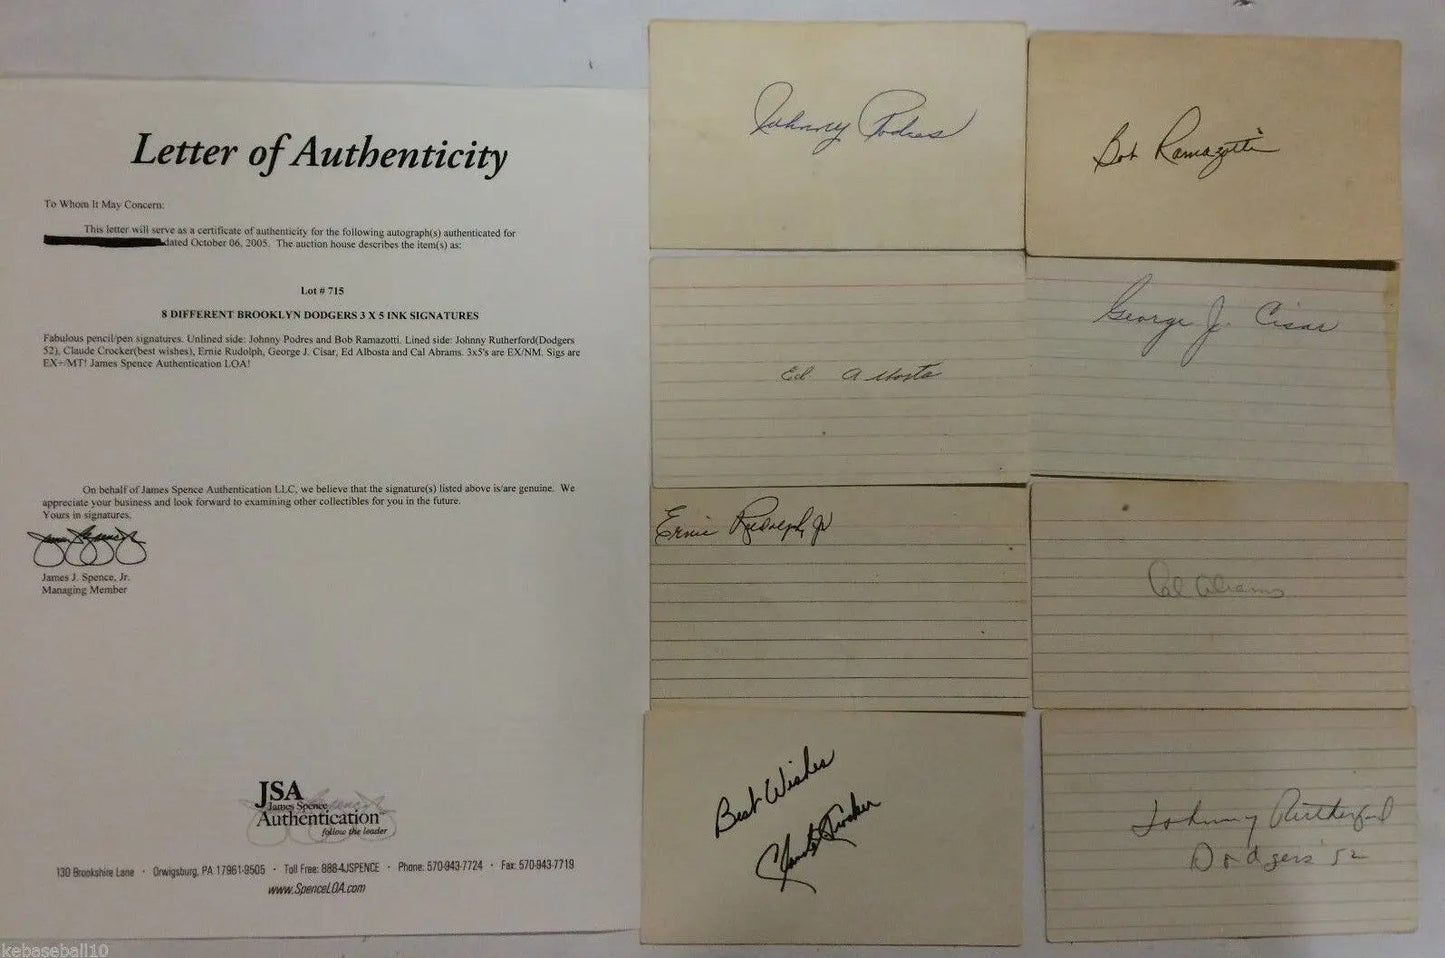 Letter of Authenticity
To Whom It May Concern:
This letter will serve as a certificate of authenticity for the following autograph(s) authenticated for
dated October 06, 2005. The auction house describes the item(s) as:
Lot # 715
8 DIFFERENT BROOKLYN DODGERS 3 X 5 INK SIGNATURES
Fabulous pencil/pen signatures. Unlined side: Johnny Podres and Bob Ramazotti. Lined side: Johnny Rutherford(Dodgers
52), Claude Crocker(best wishes), Ernie Rudolph, George J. Cisar, Ed Albosta and Cal Abrams. 3x5's are EX/NM. Sigs are
EX+/MT! James Spence Authentication LOA!
On behalf of James Spence Authentication LLC, we believe that the signature(s) listed above is/are genuine. We
appreciate your business and look forward to examining other collectibles for you in the future.
Yours in signatures,
James J. Spence, Jr.
Managing Member
JSA
James Spence
Authentication
follow the leader
130 Brookshire Lane · Orwigsburg, PA 17961-9505 · Toll Free: 888-4JSPENCE · Phone: 570-943-7724 · Fax: 570-943-7719
www.SpenceLOA.com
Johnny Podres
Bob Ramazotti
Ed Albosta
George J. Cisar
Ernie Rudolph, Jr
Cal Abrams
Best Wishes
Claude Crocker
Johnny Rutherford
Dodgers '52
kebaseball10